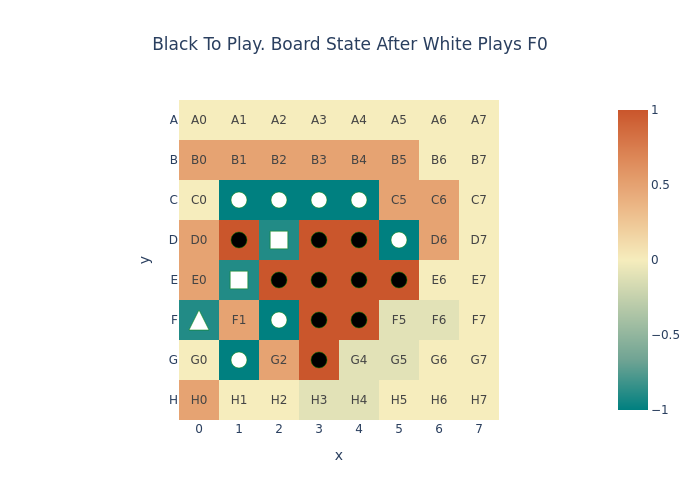 Black To Play. Board State After White Plays F0
A A0 A1 A2 A3 A4 A5 A6 A7
B B0 B1 B2 B3 B4 B5 B6 B7
C C0 C5 C6 C7
D D0 D6 D7
E E0 E6 E7
F F1 F5 F6 F7
G G0 G2 G4 G5 G6 G7
H H0 H1 H2 H3 H4 H5 H6 H7
0 1 2 3 4 5 6 7
x
y
1
0.5
0
−0.5
−1